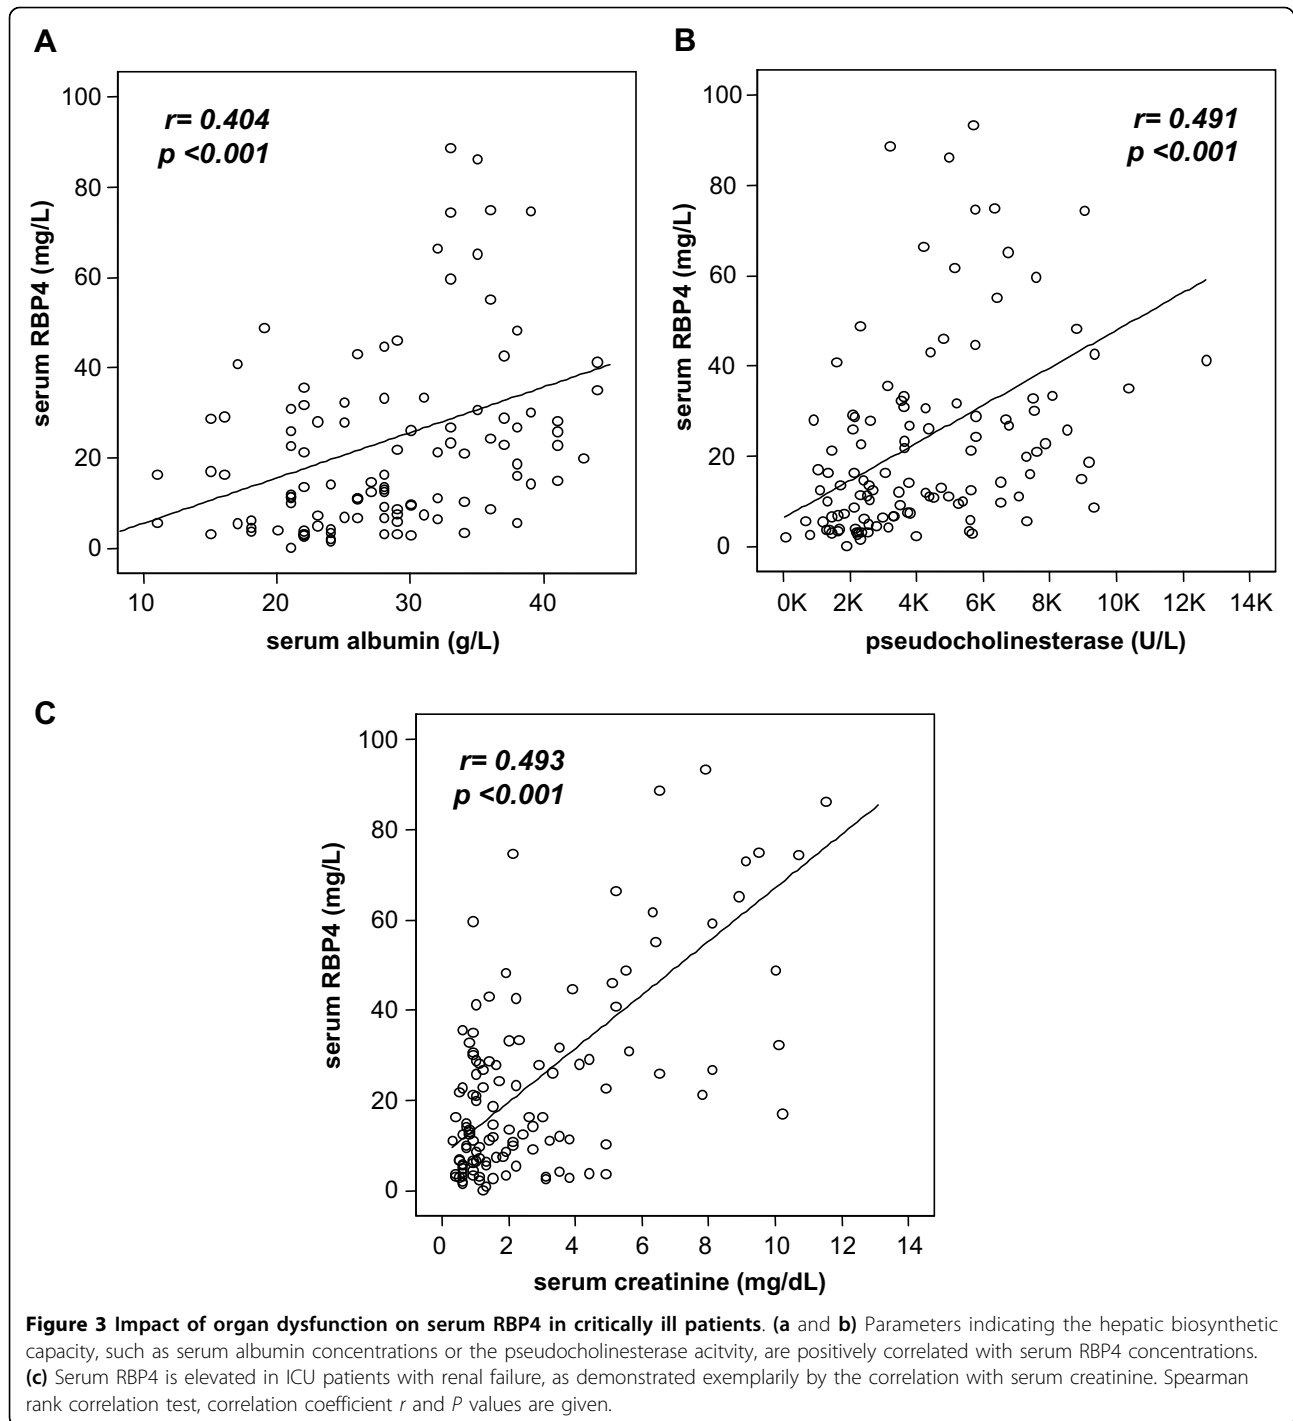 A
r= 0.404
p <0.001
100
80
60
40
20
0
serum RBP4 (mg/L)
10 20 30 40
serum albumin (g/L)
B
r= 0.491
p <0.001
100
80
60
40
20
0
serum RBP4 (mg/L)
0K 2K 4K 6K 8K 10K 12K 14K
pseudocholinesterase (U/L)
C
r= 0.493
p <0.001
100
80
60
40
20
0
serum RBP4 (mg/L)
0 2 4 6 8 10 12 14
serum creatinine (mg/dL)
Figure 3 Impact of organ dysfunction on serum RBP4 in critically ill patients. (a and b) Parameters indicating the hepatic biosynthetic
capacity, such as serum albumin concentrations or the pseudocholinesterase acitvity, are positively correlated with serum RBP4 concentrations.
(c) Serum RBP4 is elevated in ICU patients with renal failure, as demonstrated exemplarily by the correlation with serum creatinine. Spearman
rank correlation test, correlation coefficient r and P values are given.